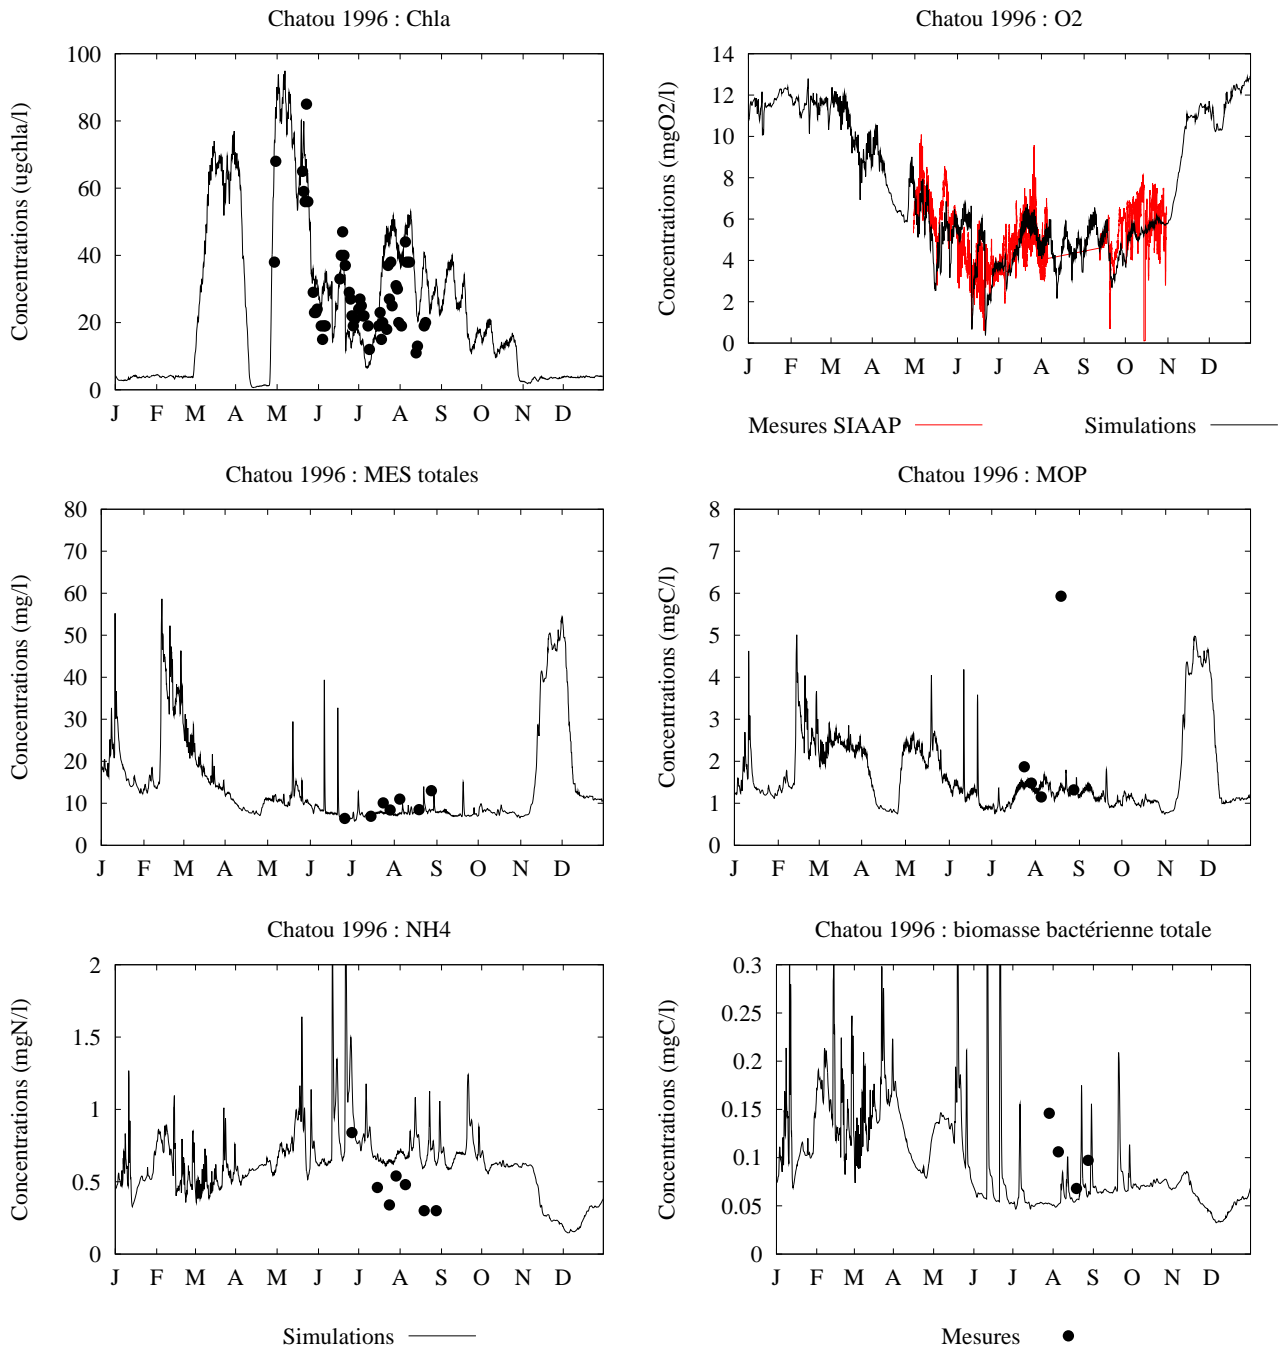 Chatou 1996 : Chla
Concentrations (ugchla/l)
100
80
60
40
20
0
J F M A M J J A S O N D
Chatou 1996 : O2
Concentrations (mgO2/l)
14
12
10
8
6
4
2
0
J F M A M J J A S O N D
Mesures SIAAP
Simulations
Chatou 1996 : MES totales
Concentrations (mg/l)
80
70
60
50
40
30
20
10
0
J F M A M J J A S O N D
Chatou 1996 : MOP
Concentrations (mgC/l)
8
7
6
5
4
3
2
1
0
J F M A M J J A S O N D
Chatou 1996 : NH4
Concentrations (mgN/l)
2
1.5
1
0.5
0
J F M A M J J A S O N D
Chatou 1996 : biomasse bactérienne totale
Concentrations (mgC/l)
0.3
0.25
0.2
0.15
0.1
0.05
0
J F M A M J J A S O N D
Simulations
Mesures